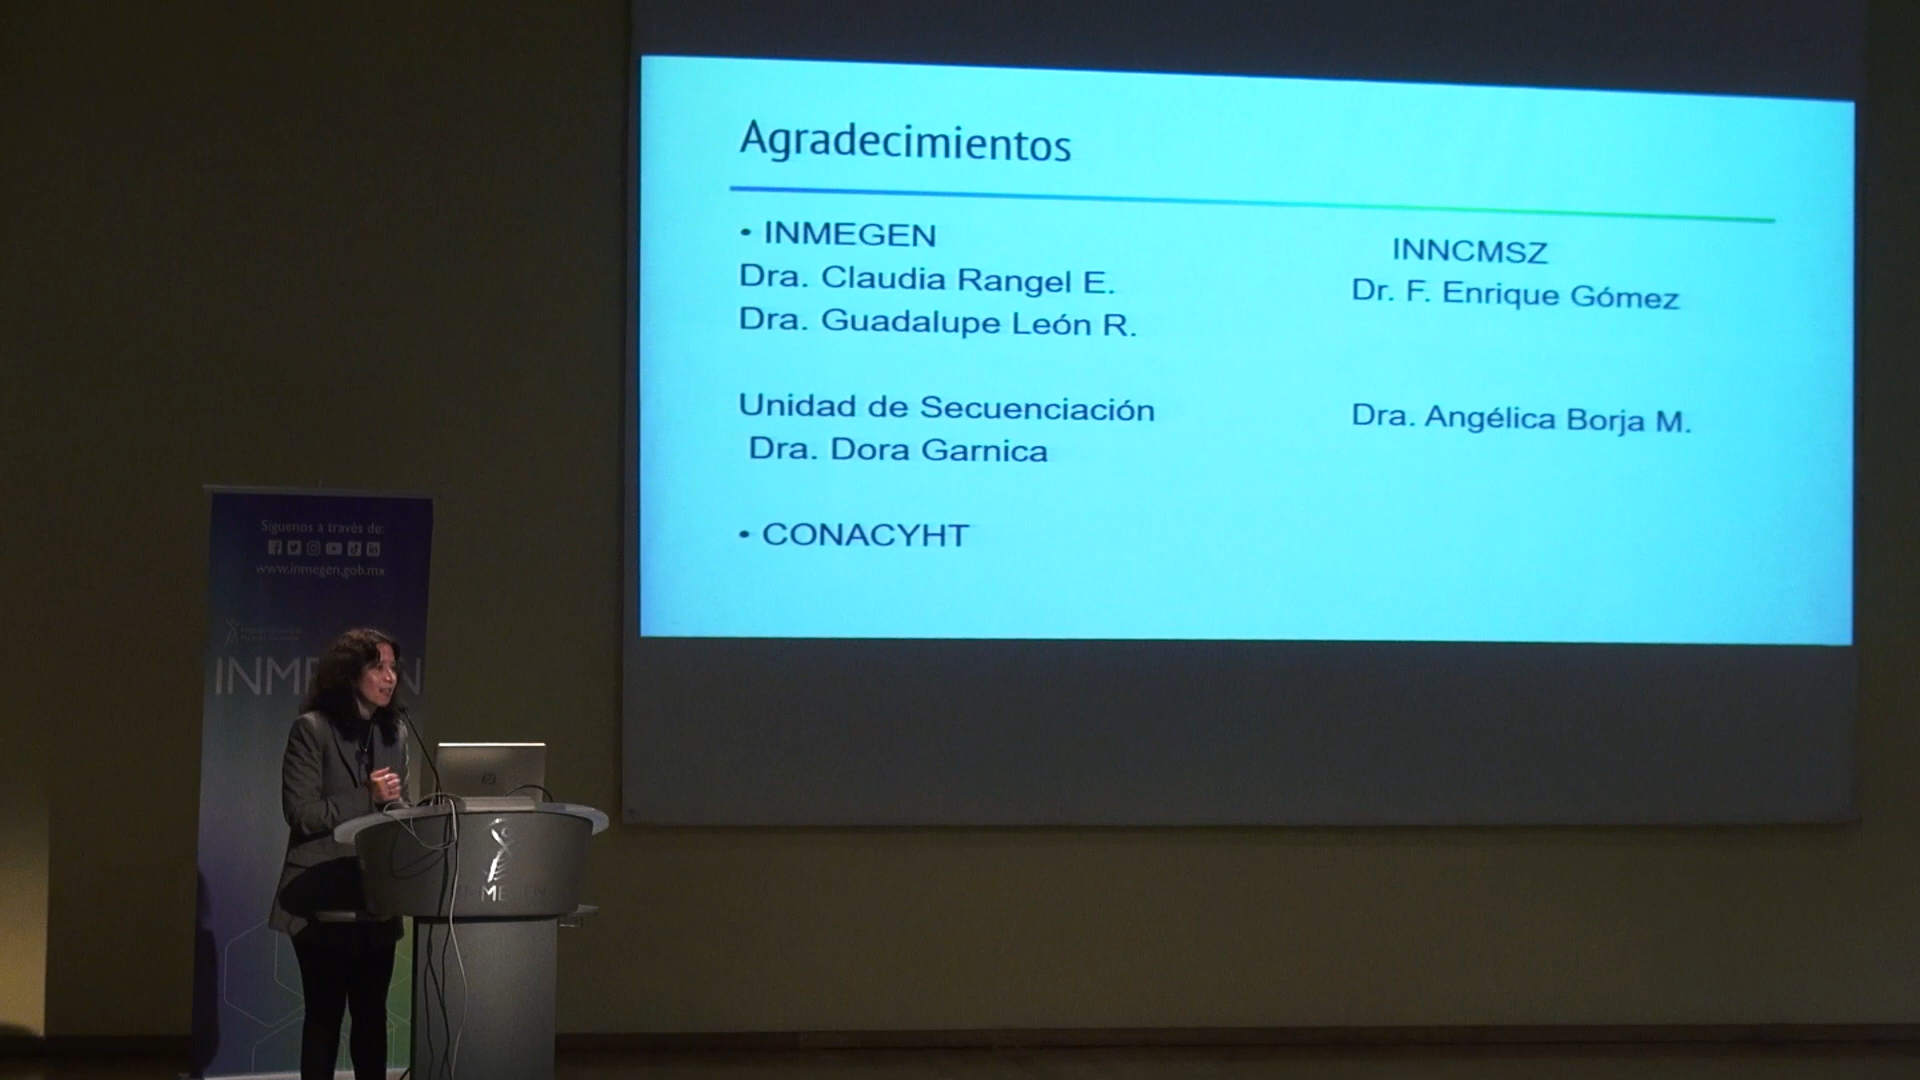 Agradecimientos
• INMEGEN
Dra. Claudia Rangel E.
Dra. Guadalupe León R.
Unidad de Secuenciación
Dra. Dora Garnica
• CONACYHT
INNCMSZ
Dr. F. Enrique Gómez
Dra. Angélica Borja M.
Síguenos a través de:
www.inmegen.gob.mx